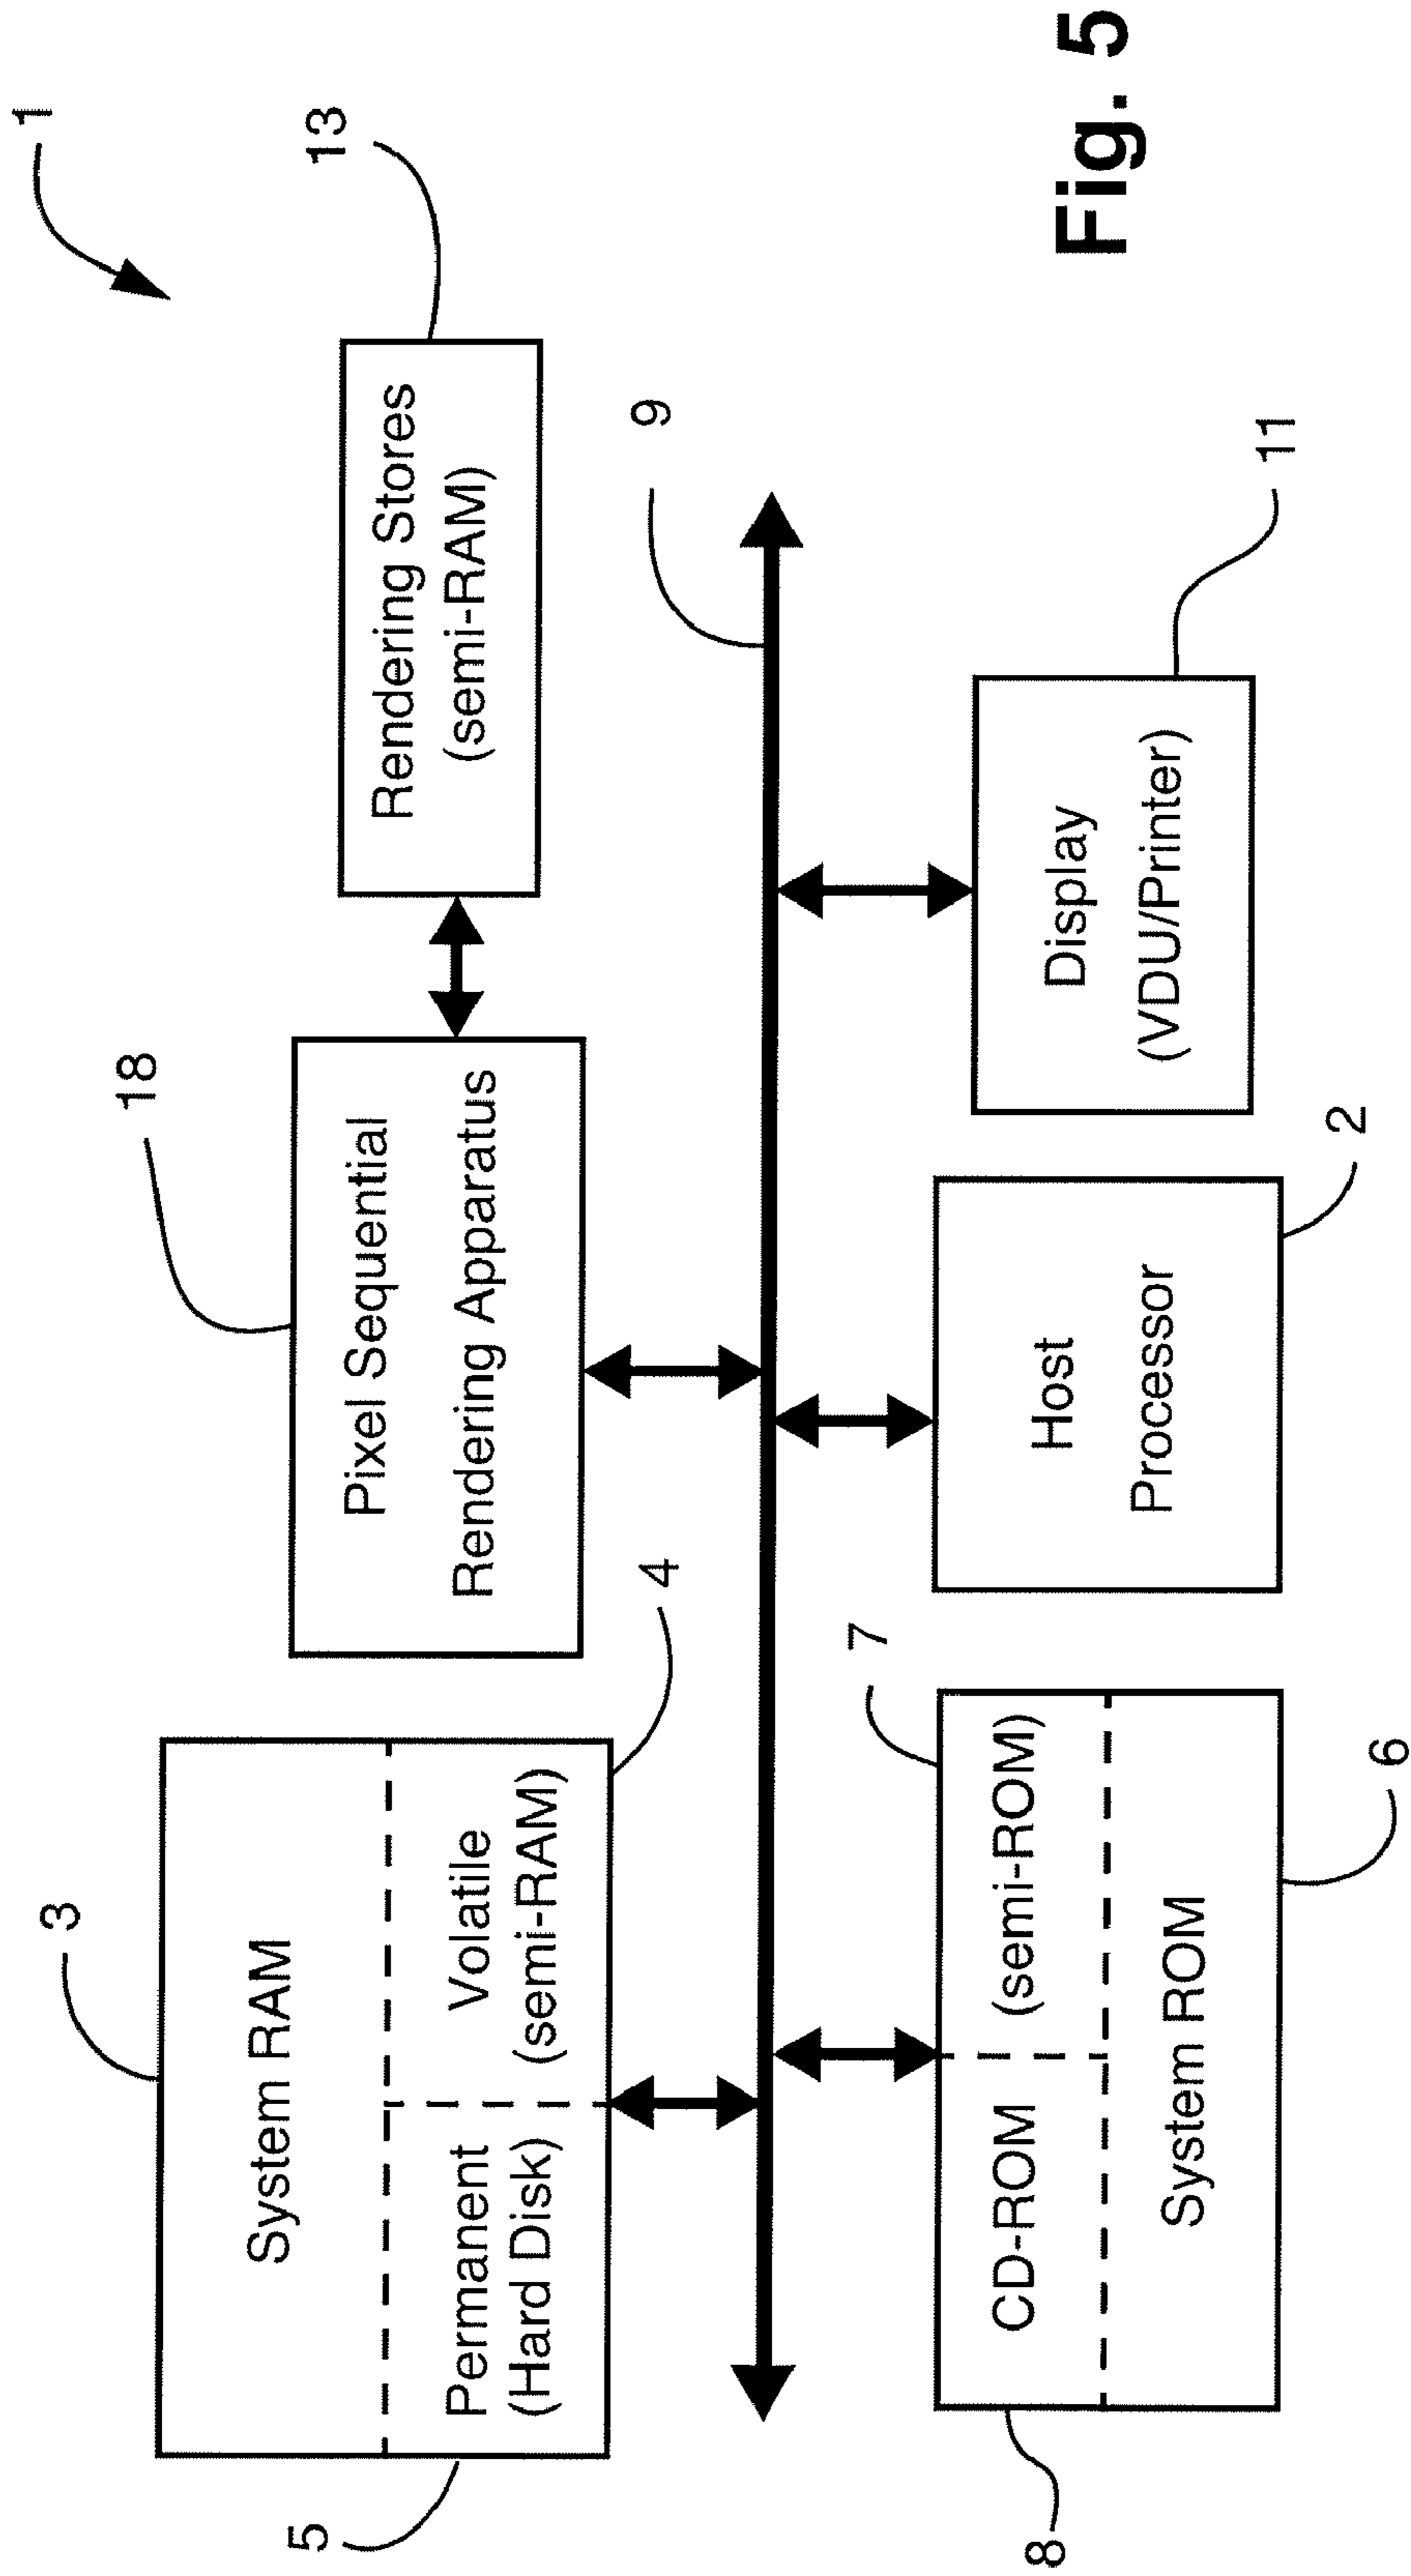 1
3
System RAM
Permanent
(Hard Disk)
Volatile
(semi-RAM)
5
4
18
Pixel Sequential
Rendering Apparatus
13
Rendering Stores
(semi-RAM)
9
7
CD-ROM
(semi-ROM)
System ROM
8
6
Host
Processor
2
Display
(VDU/Printer)
11
Fig. 5